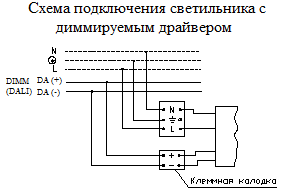 Схема подключения светильника с
диммируемым драйвером
N
L
DIMM DA (+)
(DALI) DA (-)
N
L
+
-
Клеммная колодка